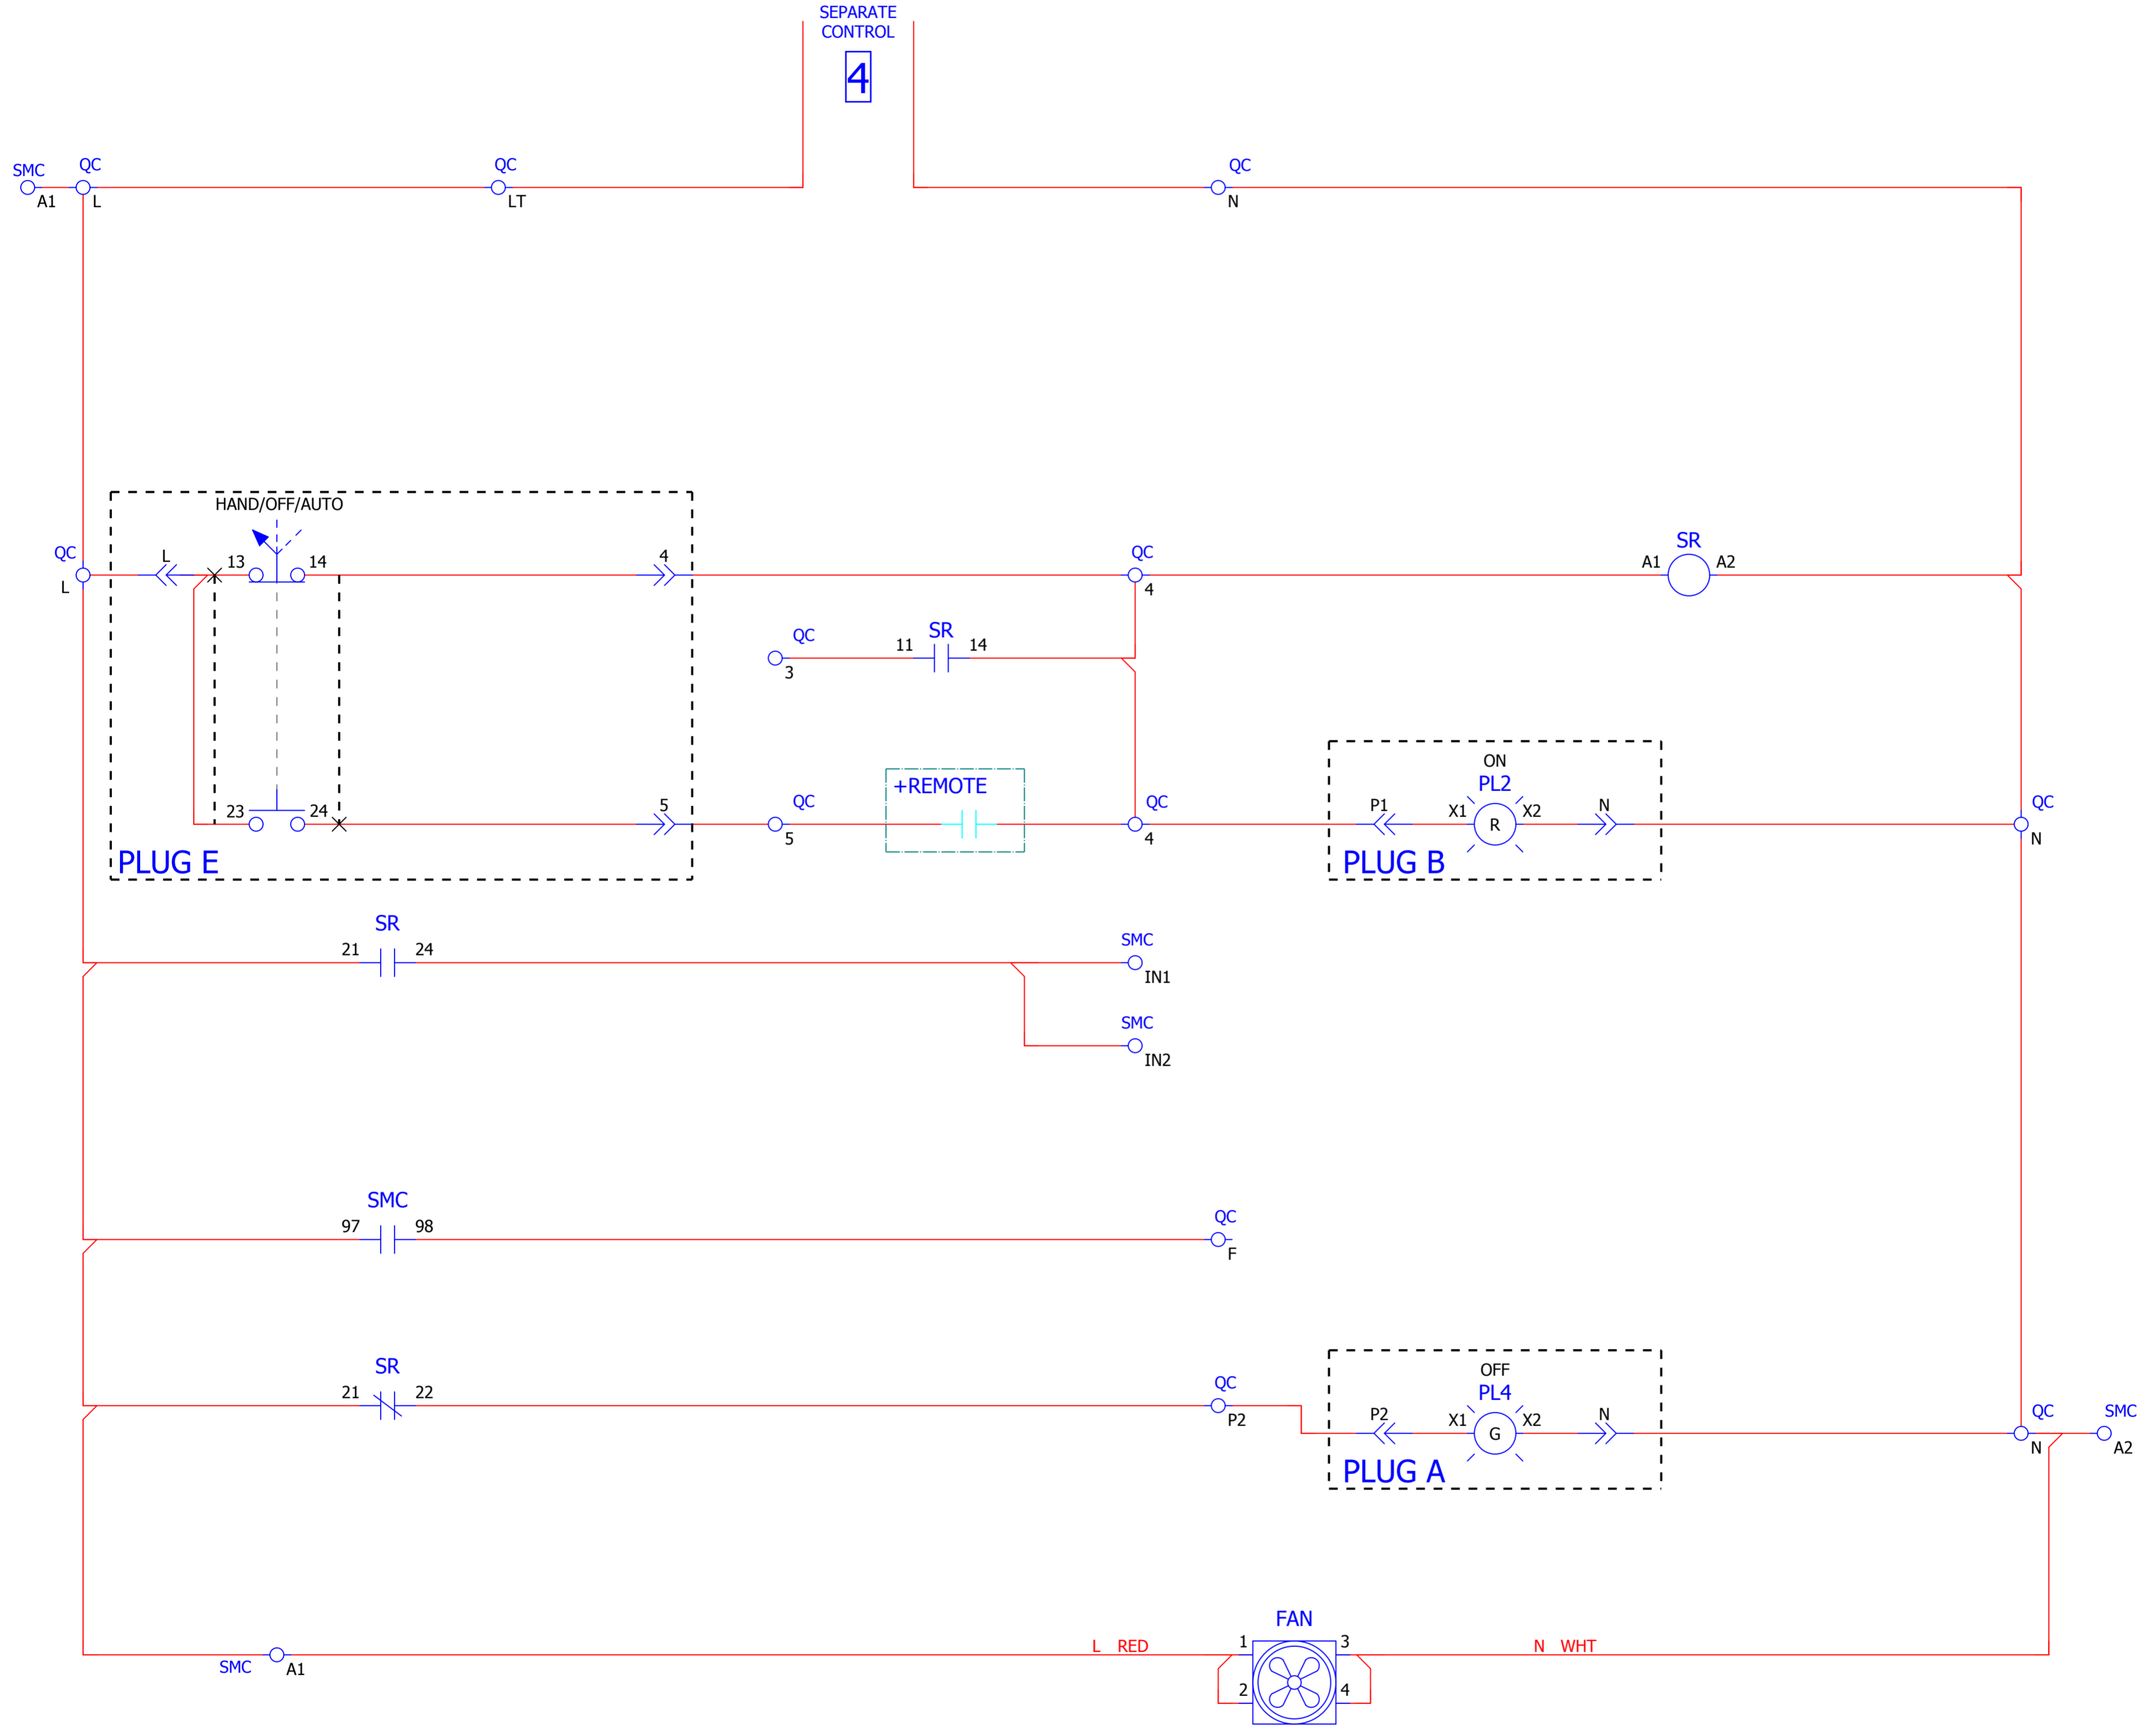 SEPARATE
CONTROL
4
SMC
A1
QC
L
QC
LT
QC
N
HAND/OFF/AUTO
QC
L
L
13
14
4
QC
4
SR
A1
A2
QC
3
SR
11
14
23
24
5
QC
5
+REMOTE
QC
4
PLUG E
ON
PL2
P1
X1
R
X2
N
PLUG B
QC
N
SR
21
24
SMC
IN1
SMC
IN2
SMC
97
98
QC
F
SR
21
22
QC
P2
OFF
PL4
P2
X1
G
X2
N
PLUG A
QC
N
SMC
A2
SMC
A1
L RED
FAN
1
2
3
4
N WHT